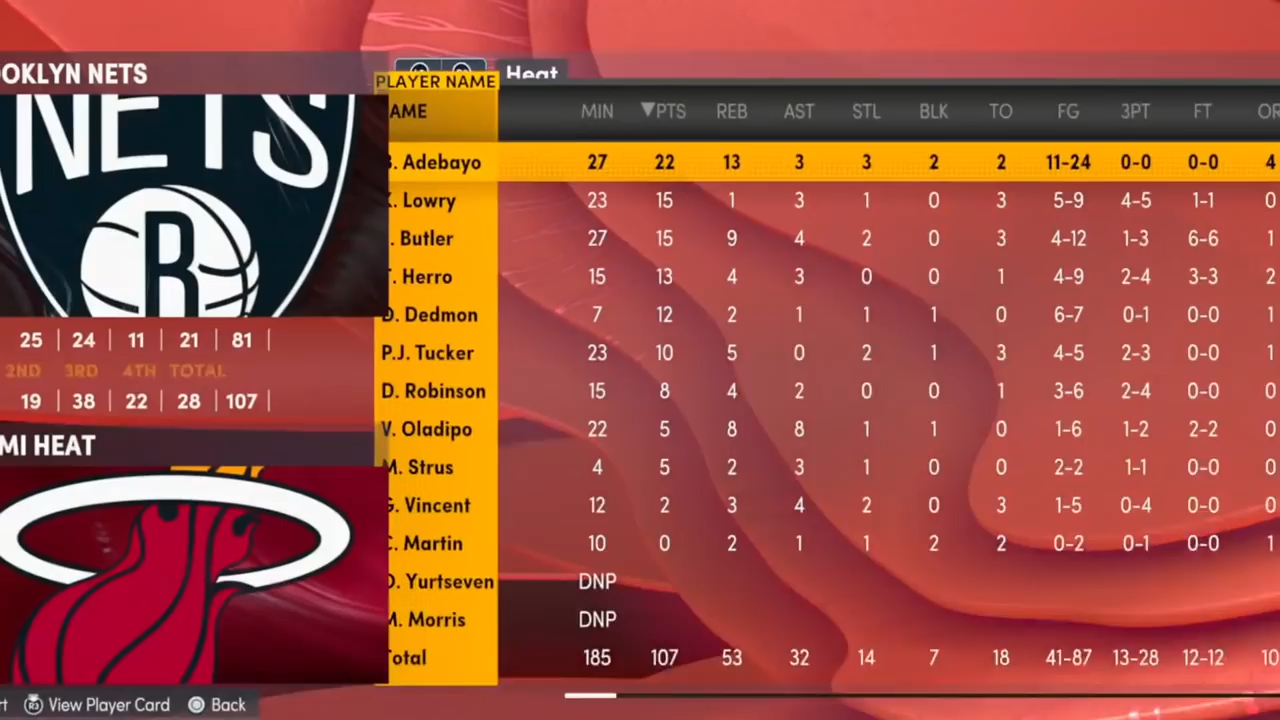 OKLYN NETS
NETS
B
25 | 24 | 11 | 21 | 81 |
2ND 3RD 4TH TOTAL
19 | 38 | 22 | 28 | 107 |
MI HEAT
Heat
PLAYER NAME
AME MIN ▼PTS REB AST STL BLK TO FG 3PT FT OR
B. Adebayo 27 22 13 3 3 2 2 11-24 0-0 0-0 4
K. Lowry 23 15 1 3 1 0 3 5-9 4-5 1-1 0
. Butler 27 15 9 4 2 0 3 4-12 1-3 6-6 1
T. Herro 15 13 4 3 0 0 1 4-9 2-4 3-3 2
D. Dedmon 7 12 2 1 1 1 0 6-7 0-1 0-0 1
P.J. Tucker 23 10 5 0 2 1 3 4-5 2-3 0-0 1
D. Robinson 15 8 4 2 0 0 1 3-6 2-4 0-0 0
V. Oladipo 22 5 8 8 1 1 0 1-6 1-2 2-2 0
M. Strus 4 5 2 3 1 0 0 2-2 1-1 0-0 0
G. Vincent 12 2 3 4 2 0 3 1-5 0-4 0-0 0
C. Martin 10 0 2 1 1 2 2 0-2 0-1 0-0 1
O. Yurtseven DNP
M. Morris DNP
Total 185 107 53 32 14 7 18 41-87 13-28 12-12 10
rt R3 View Player Card Back